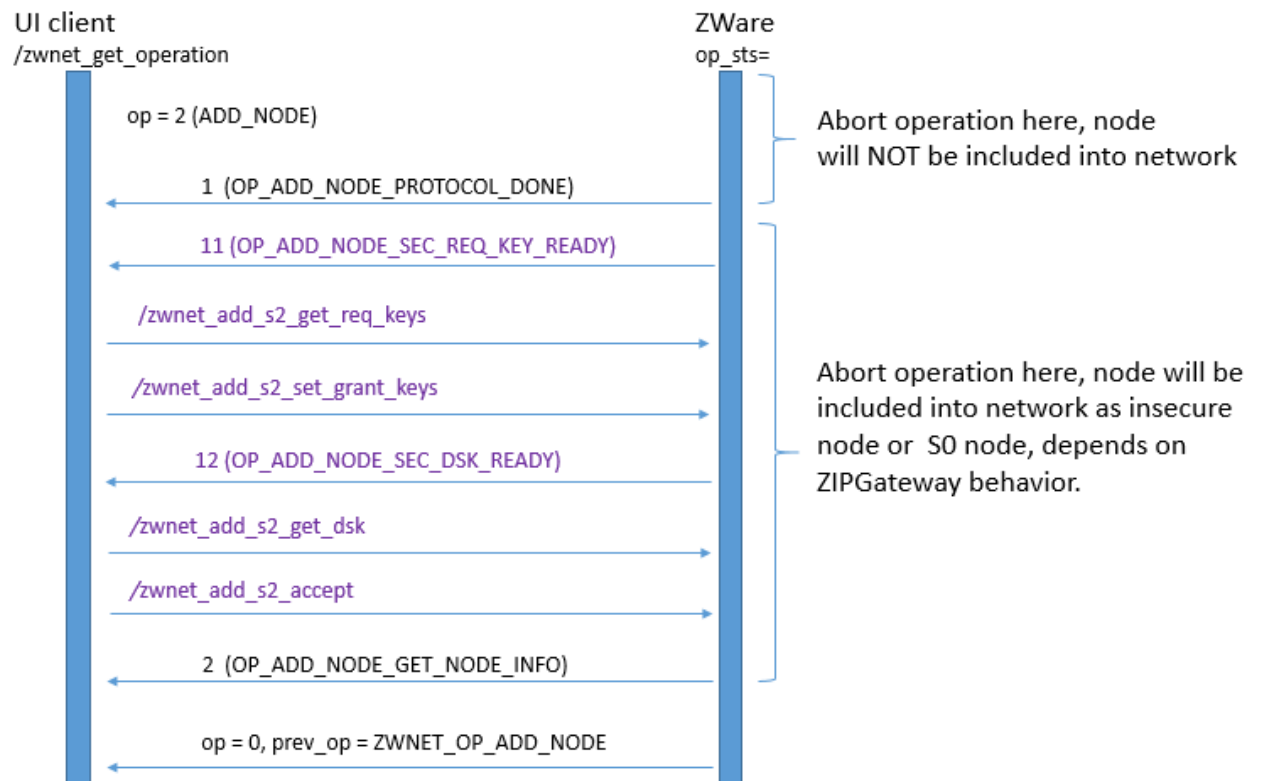 UI client
/zwnet_get_operation
ZWare
op_sts=
op = 2 (ADD_NODE)
Abort operation here, node
will NOT be included into network
1 (OP_ADD_NODE_PROTOCOL_DONE)
11 (OP_ADD_NODE_SEC_REQ_KEY_READY)
/zwnet_add_s2_get_req_keys
/zwnet_add_s2_set_grant_keys
Abort operation here, node will be
included into network as insecure
node or S0 node, depends on
ZIPGateway behavior.
12 (OP_ADD_NODE_SEC_DSK_READY)
/zwnet_add_s2_get_dsk
/zwnet_add_s2_accept
2 (OP_ADD_NODE_GET_NODE_INFO)
op = 0, prev_op = ZWNET_OP_ADD_NODE